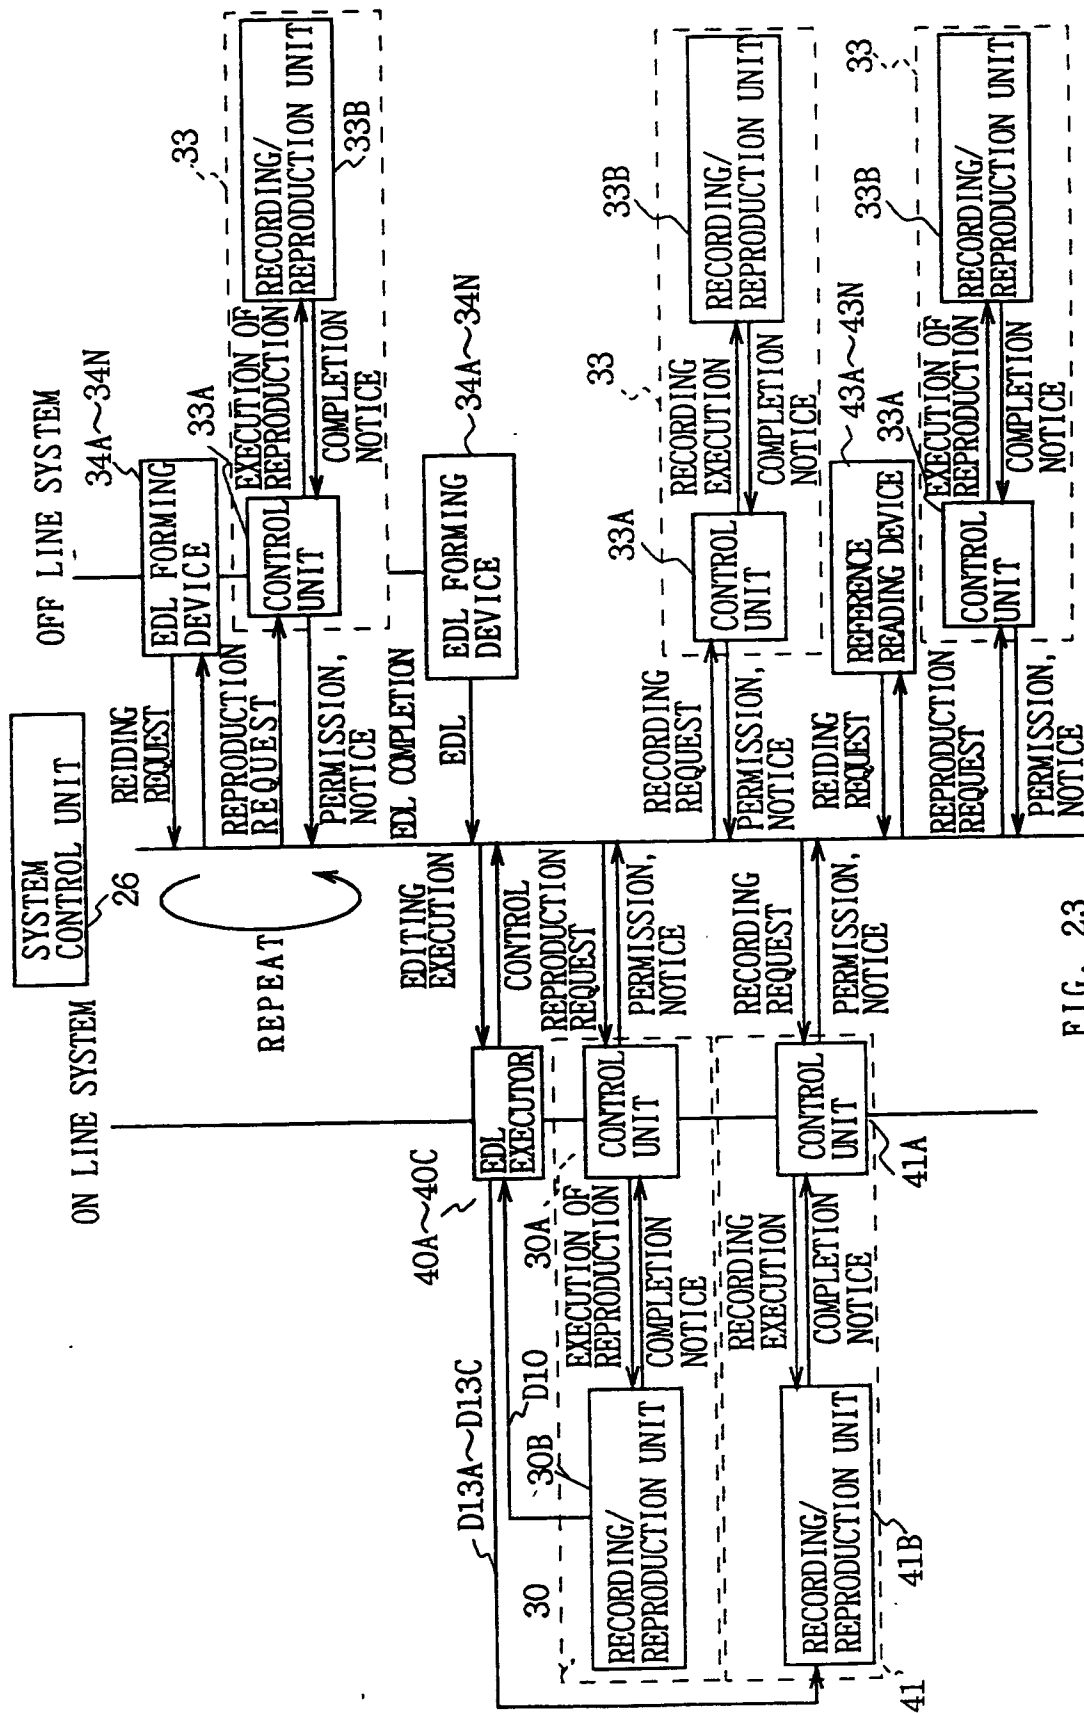 ON LINE SYSTEM
SYSTEM
CONTROL UNIT
26
OFF LINE SYSTEM
REPEAT
REIDING
REQUEST
EDL FORMING
DEVICE
34A~34N
REPRODUCTION
REQUEST
PERMISSION,
NOTICE
CONTROL
UNIT
33A
EXECUTION OF
REPRODUCTION
COMPLETION
NOTICE
RECORDING/
REPRODUCTION UNIT
33B
33
EDL COMPLETION
EDL
EDL FORMING
DEVICE
34A~34N
EDITING
EXECUTION
CONTROL
EDL
EXECUTOR
40A~40C
D13A~D13C
D10
REPRODUCTION
REQUEST
PERMISSION,
NOTICE
CONTROL
UNIT
30A
EXECUTION OF
REPRODUCTION
COMPLETION
NOTICE
RECORDING/
REPRODUCTION UNIT
30B
30
RECORDING
REQUEST
PERMISSION,
NOTICE
CONTROL
UNIT
33A
RECORDING
EXECUTION
COMPLETION
NOTICE
RECORDING/
REPRODUCTION UNIT
33B
33
RECORDING
REQUEST
PERMISSION,
NOTICE
CONTROL
UNIT
41A
RECORDING
EXECUTION
COMPLETION
NOTICE
RECORDING/
REPRODUCTION UNIT
41B
41
REIDING
REQUEST
REFERENCE
READING DEVICE
43A~43N
REPRODUCTION
REQUEST
PERMISSION,
NOTICE
CONTROL
UNIT
33A
EXECUTION OF
REPRODUCTION
COMPLETION
NOTICE
RECORDING/
REPRODUCTION UNIT
33B
33
FIG. 23